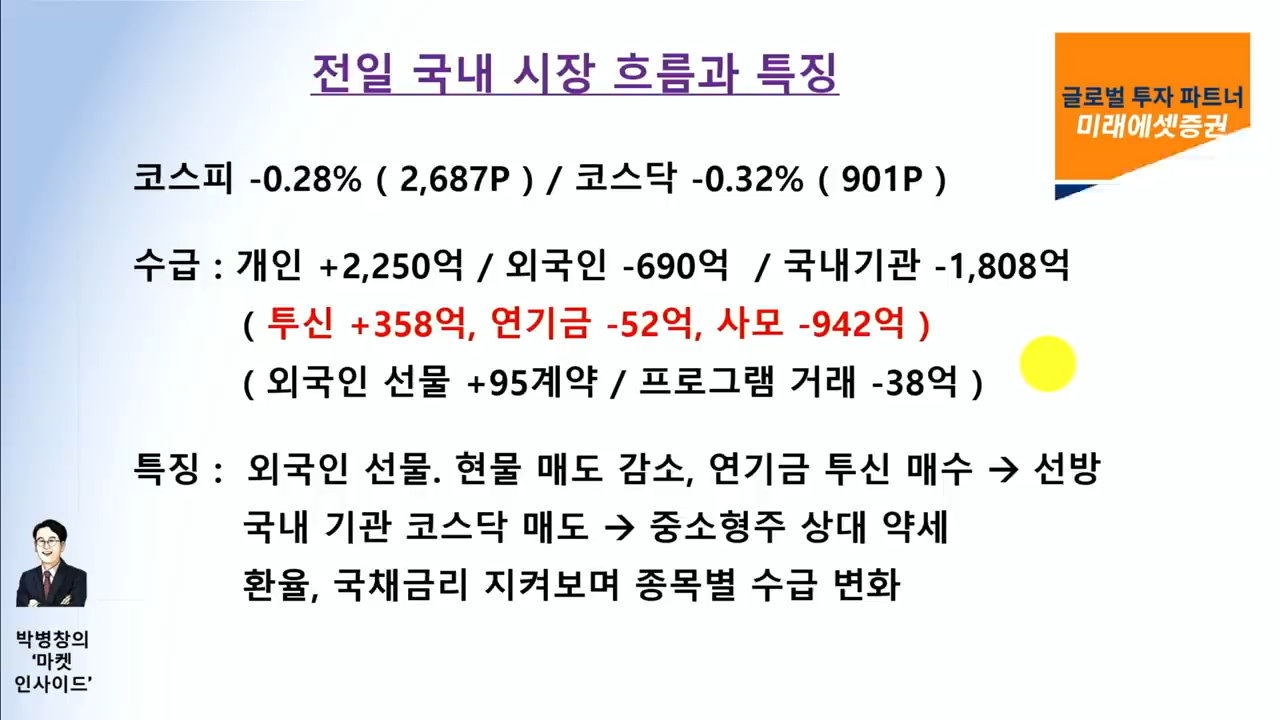 전일 국내 시장 흐름과 특징
글로벌 투자 파트너
미래에셋증권
코스피 -0.28% ( 2,687P ) / 코스닥 -0.32% ( 901P )
수급 : 개인 +2,250억 / 외국인 -690억 / 국내기관 -1,808억
( 투신 +358억, 연기금 -52억, 사모 -942억 )
( 외국인 선물 +95계약 / 프로그램 거래 -38억 )
특징 : 외국인 선물. 현물 매도 감소, 연기금 투신 매수 → 선방
국내 기관 코스닥 매도 → 중소형주 상대 약세
환율, 국채금리 지켜보며 종목별 수급 변화
박병창의
‘마켓
인사이드’